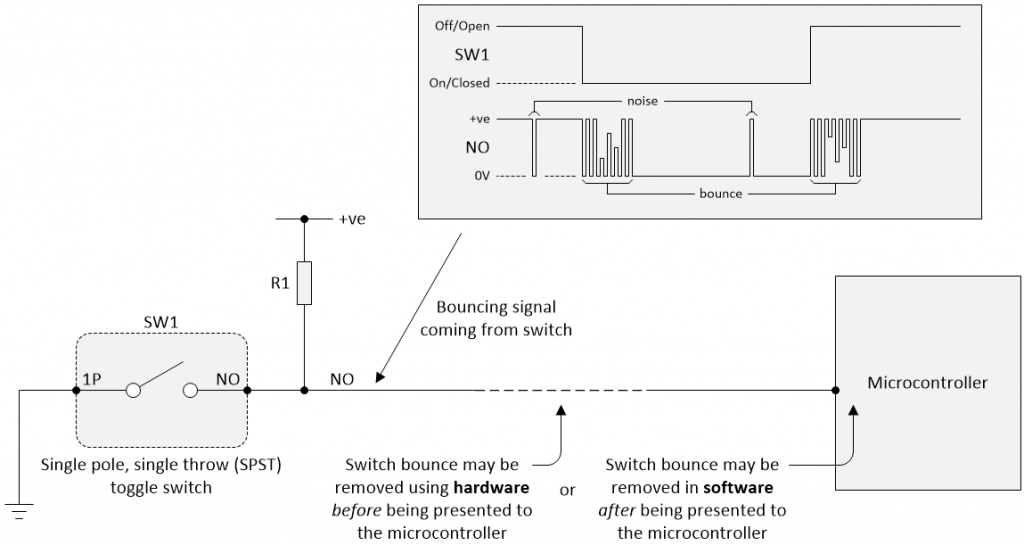 Off/Open
SW1
On/Closed
noise
+ve
NO
0V
bounce
+ve
R1
Bouncing signal
coming from switch
SW1
1P
NO
NO
Microcontroller
Single pole, single throw (SPST)
toggle switch
Switch bounce may be
removed using hardware
before being presented to
the microcontroller
or
Switch bounce may be
removed in software
after being presented to
the microcontroller